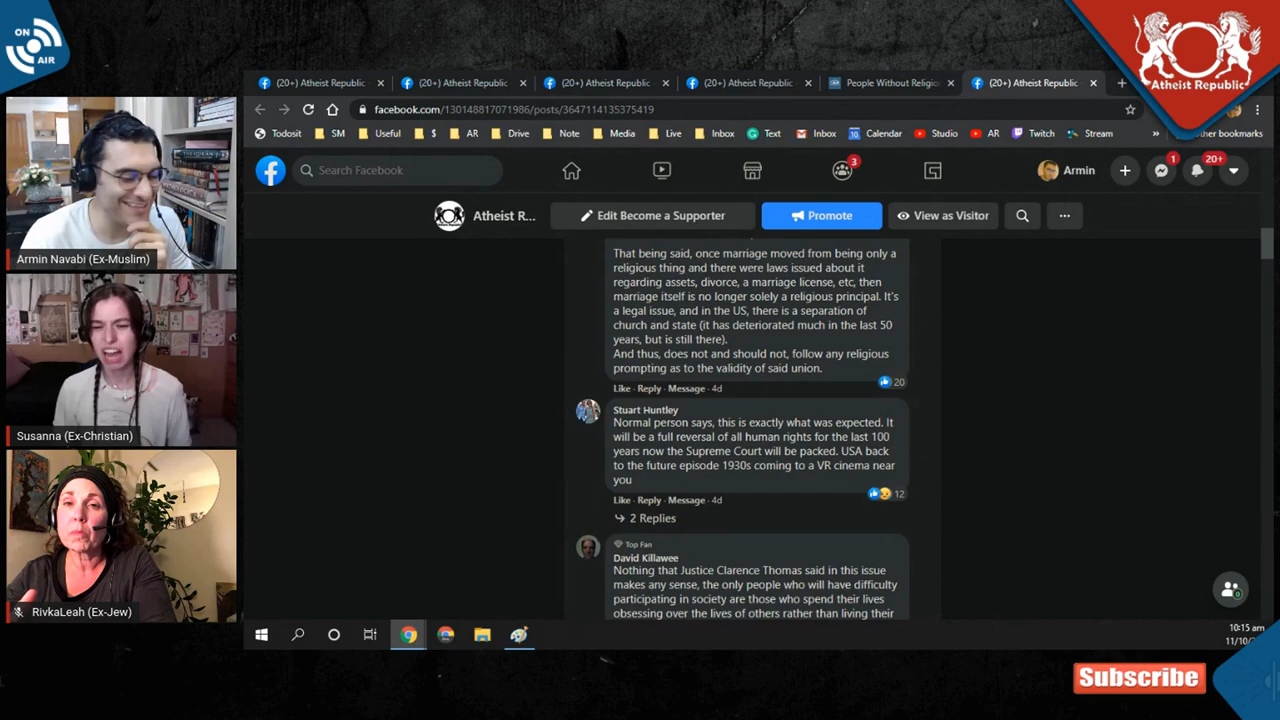 ON
AIR
Atheist Republic
(20+) Atheist Republic
(20+) Atheist Republic
(20+) Atheist Republic
(20+) Atheist Republic
People Without Religio
(20+) Atheist Republic
facebook.com/130148817071986/posts/3647114135375419
Todosit SM Useful $ AR Drive Note Media Live Inbox Text Inbox Calendar Studio AR Twitch Stream » her bookmarks
Search Facebook
3
Armin
1
20+
Atheist R...
Edit Become a Supporter
Promote
View as Visitor
That being said, once marriage moved from being only a
religious thing and there were laws issued about it
regarding assets, divorce, a marriage license, etc, then
marriage itself is no longer solely a religious principal. It's
a legal issue, and in the US, there is a separation of
church and state (it has deteriorated much in the last 50
years, but is still there).
And thus, does not and should not, follow any religious
prompting as to the validity of said union.
20
Like · Reply · Message · 4d
Stuart Huntley
Normal person says, this is exactly what was expected. It
will be a full reversal of all human rights for the last 100
years now the Supreme Court will be packed. USA back
to the future episode 1930s coming to a VR cinema near
you
12
Like · Reply · Message · 4d
2 Replies
Top Fan
David Killawee
Nothing that Justice Clarence Thomas said in this issue
makes any sense, the only people who will have difficulty
participating in society are those who spend their lives
obsessing over the lives of others rather than living their
Armin Navabi (Ex-Muslim)
Susanna (Ex-Christian)
RivkaLeah (Ex-Jew)
10:15 am
11/10/2
Subscribe